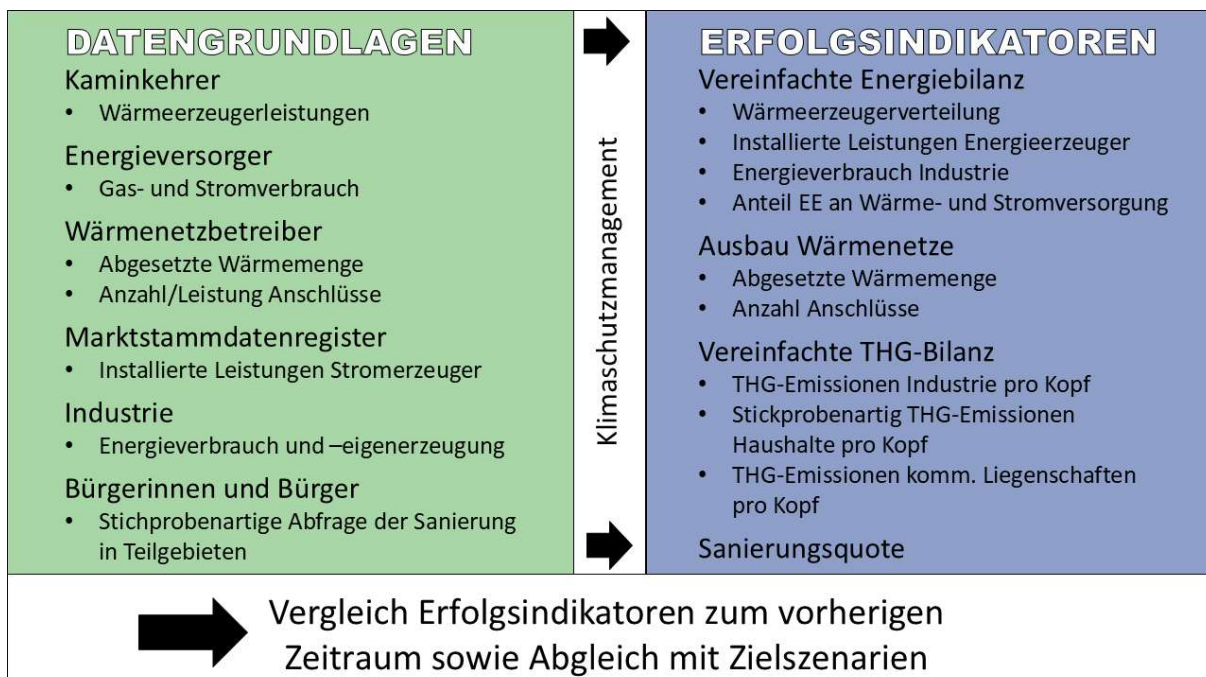 DATENGRUNDLAGEN
Kaminkehrer
• Wärmeerzeugerleistungen
Energieversorger
• Gas- und Stromverbrauch
Wärmenetzbetreiber
• Abgesetzte Wärmemenge
• Anzahl/Leistung Anschlüsse
Marktstammdatenregister
• Installierte Leistungen Stromerzeuger
Industrie
• Energieverbrauch und –eigenerzeugung
Bürgerinnen und Bürger
• Stichprobenartige Abfrage der Sanierung
in Teilgebieten
Klimaschutzmanagement
ERFOLGSINDIKATOREN
Vereinfachte Energiebilanz
• Wärmeerzeugerverteilung
• Installierte Leistungen Energieerzeuger
• Energieverbrauch Industrie
• Anteil EE an Wärme- und Stromversorgung
Ausbau Wärmenetze
• Abgesetzte Wärmemenge
• Anzahl Anschlüsse
Vereinfachte THG-Bilanz
• THG-Emissionen Industrie pro Kopf
• Stickprobenartig THG-Emissionen
Haushalte pro Kopf
• THG-Emissionen komm. Liegenschaften
pro Kopf
Sanierungsquote
Vergleich Erfolgsindikatoren zum vorherigen
Zeitraum sowie Abgleich mit Zielszenarien